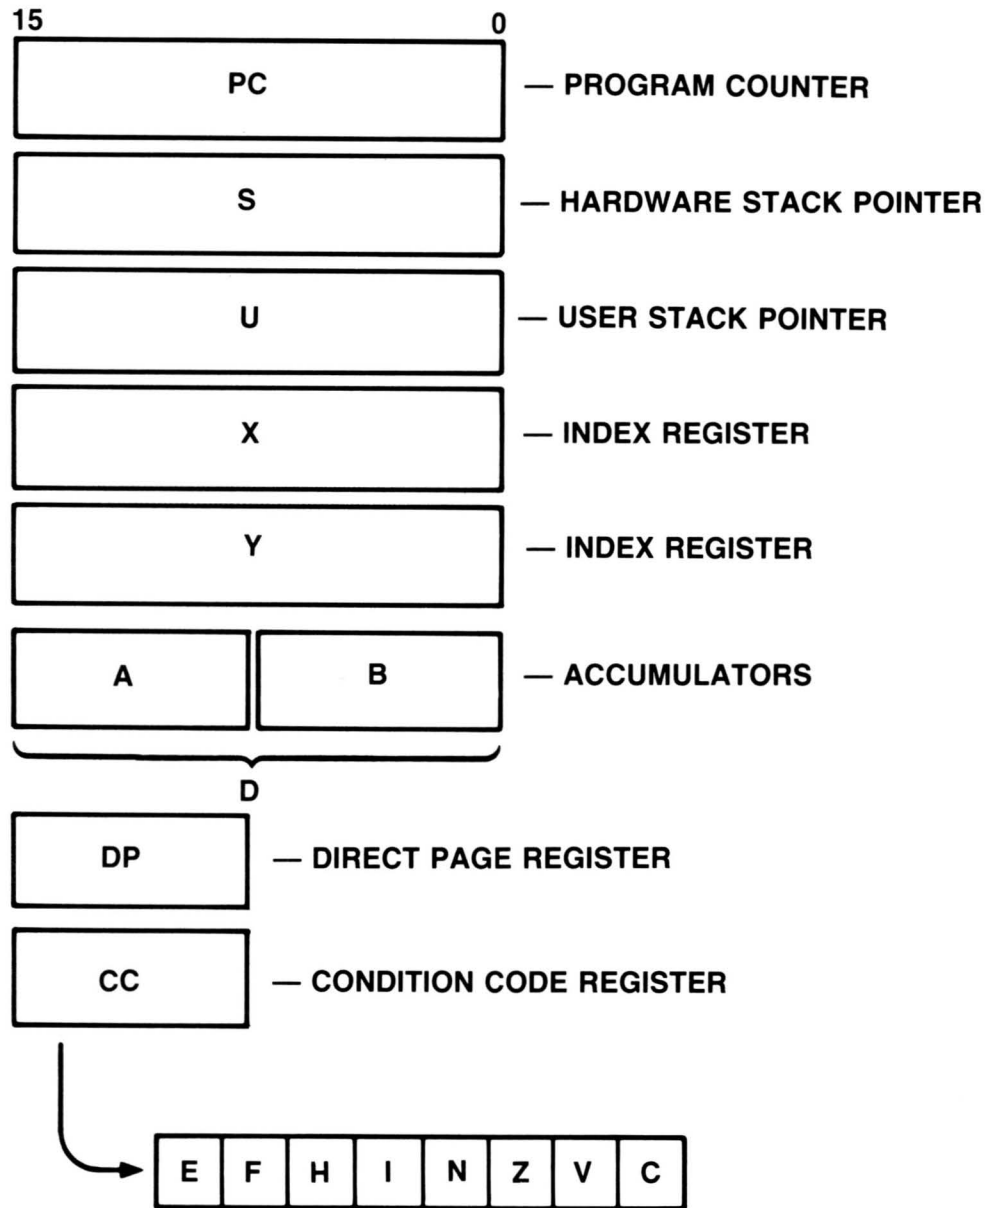 15 0
PC — PROGRAM COUNTER
S — HARDWARE STACK POINTER
U — USER STACK POINTER
X — INDEX REGISTER
Y — INDEX REGISTER
A B — ACCUMULATORS
D
DP — DIRECT PAGE REGISTER
CC — CONDITION CODE REGISTER
E F H I N Z V C